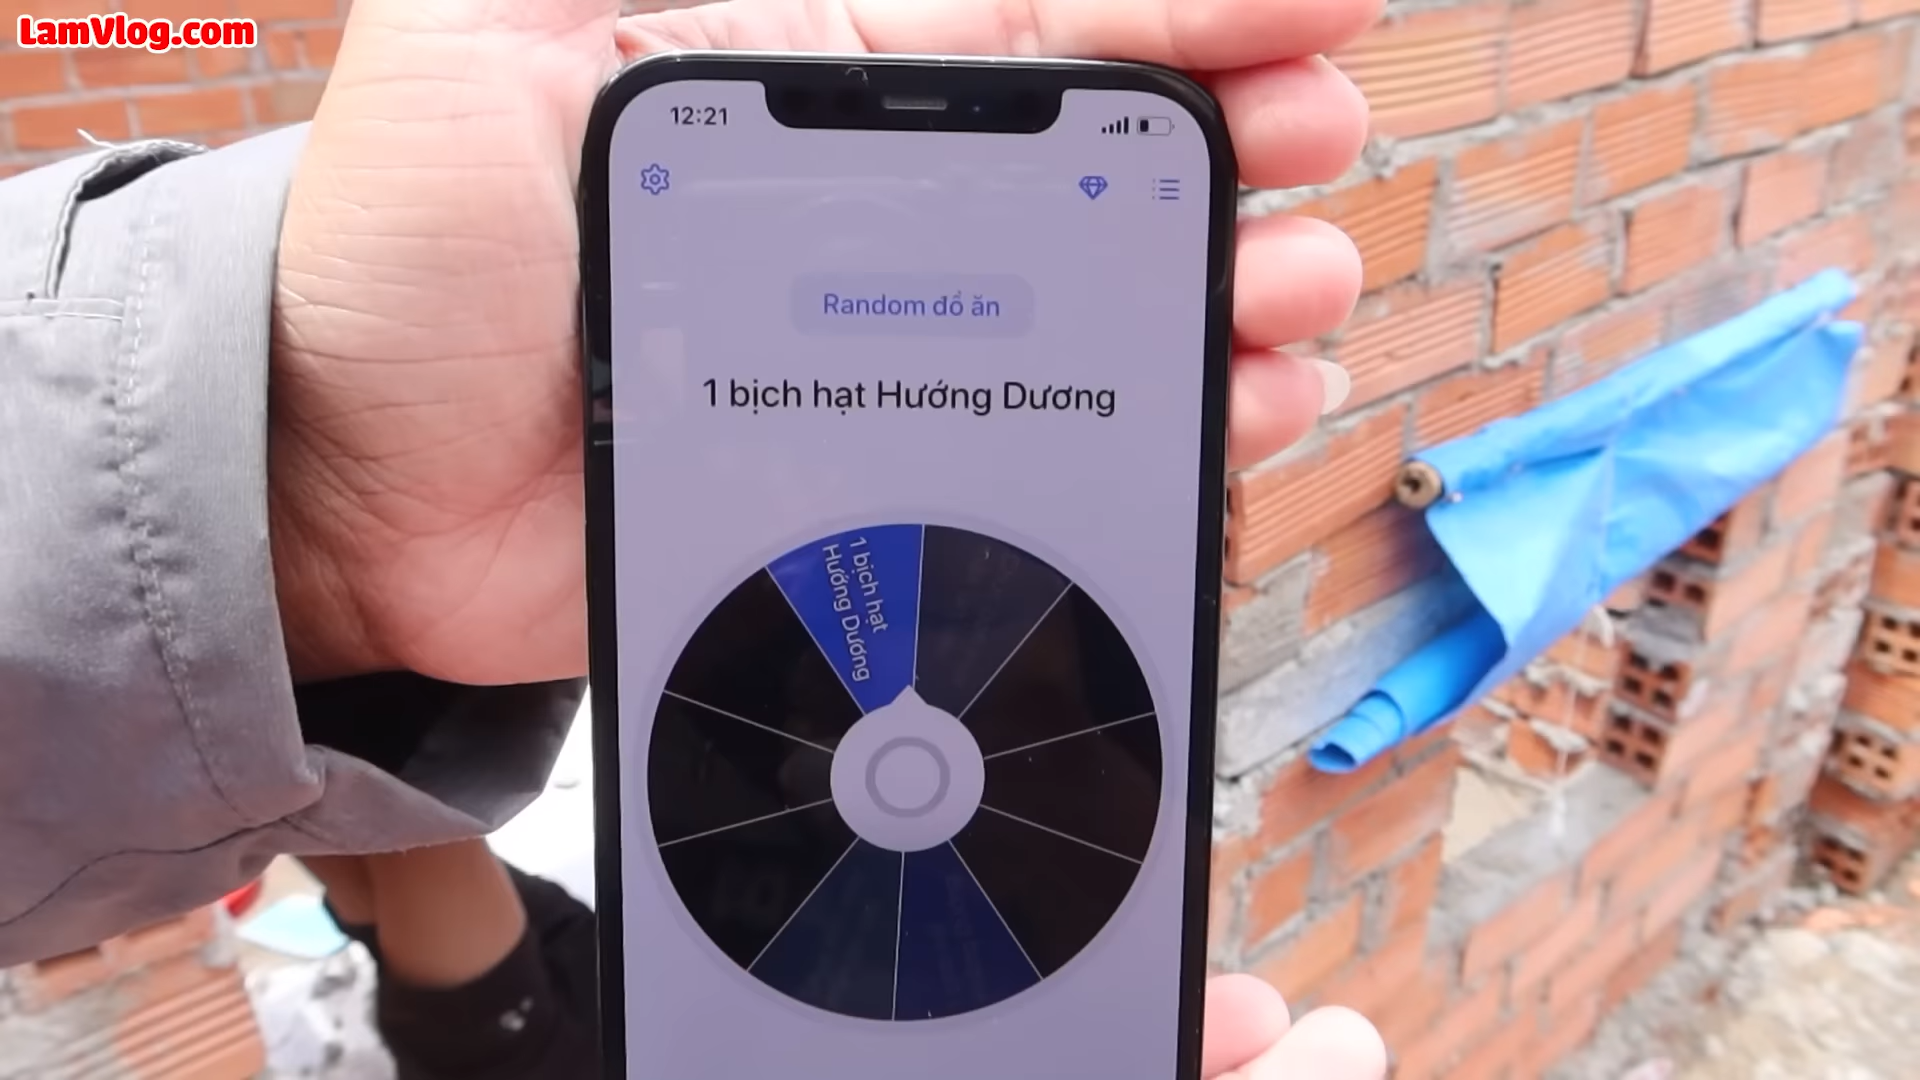 LamVlog.com
12:21
Random đồ ăn
1 bịch hạt Hướng Dương
1 bịch hạt
Hướng Dương